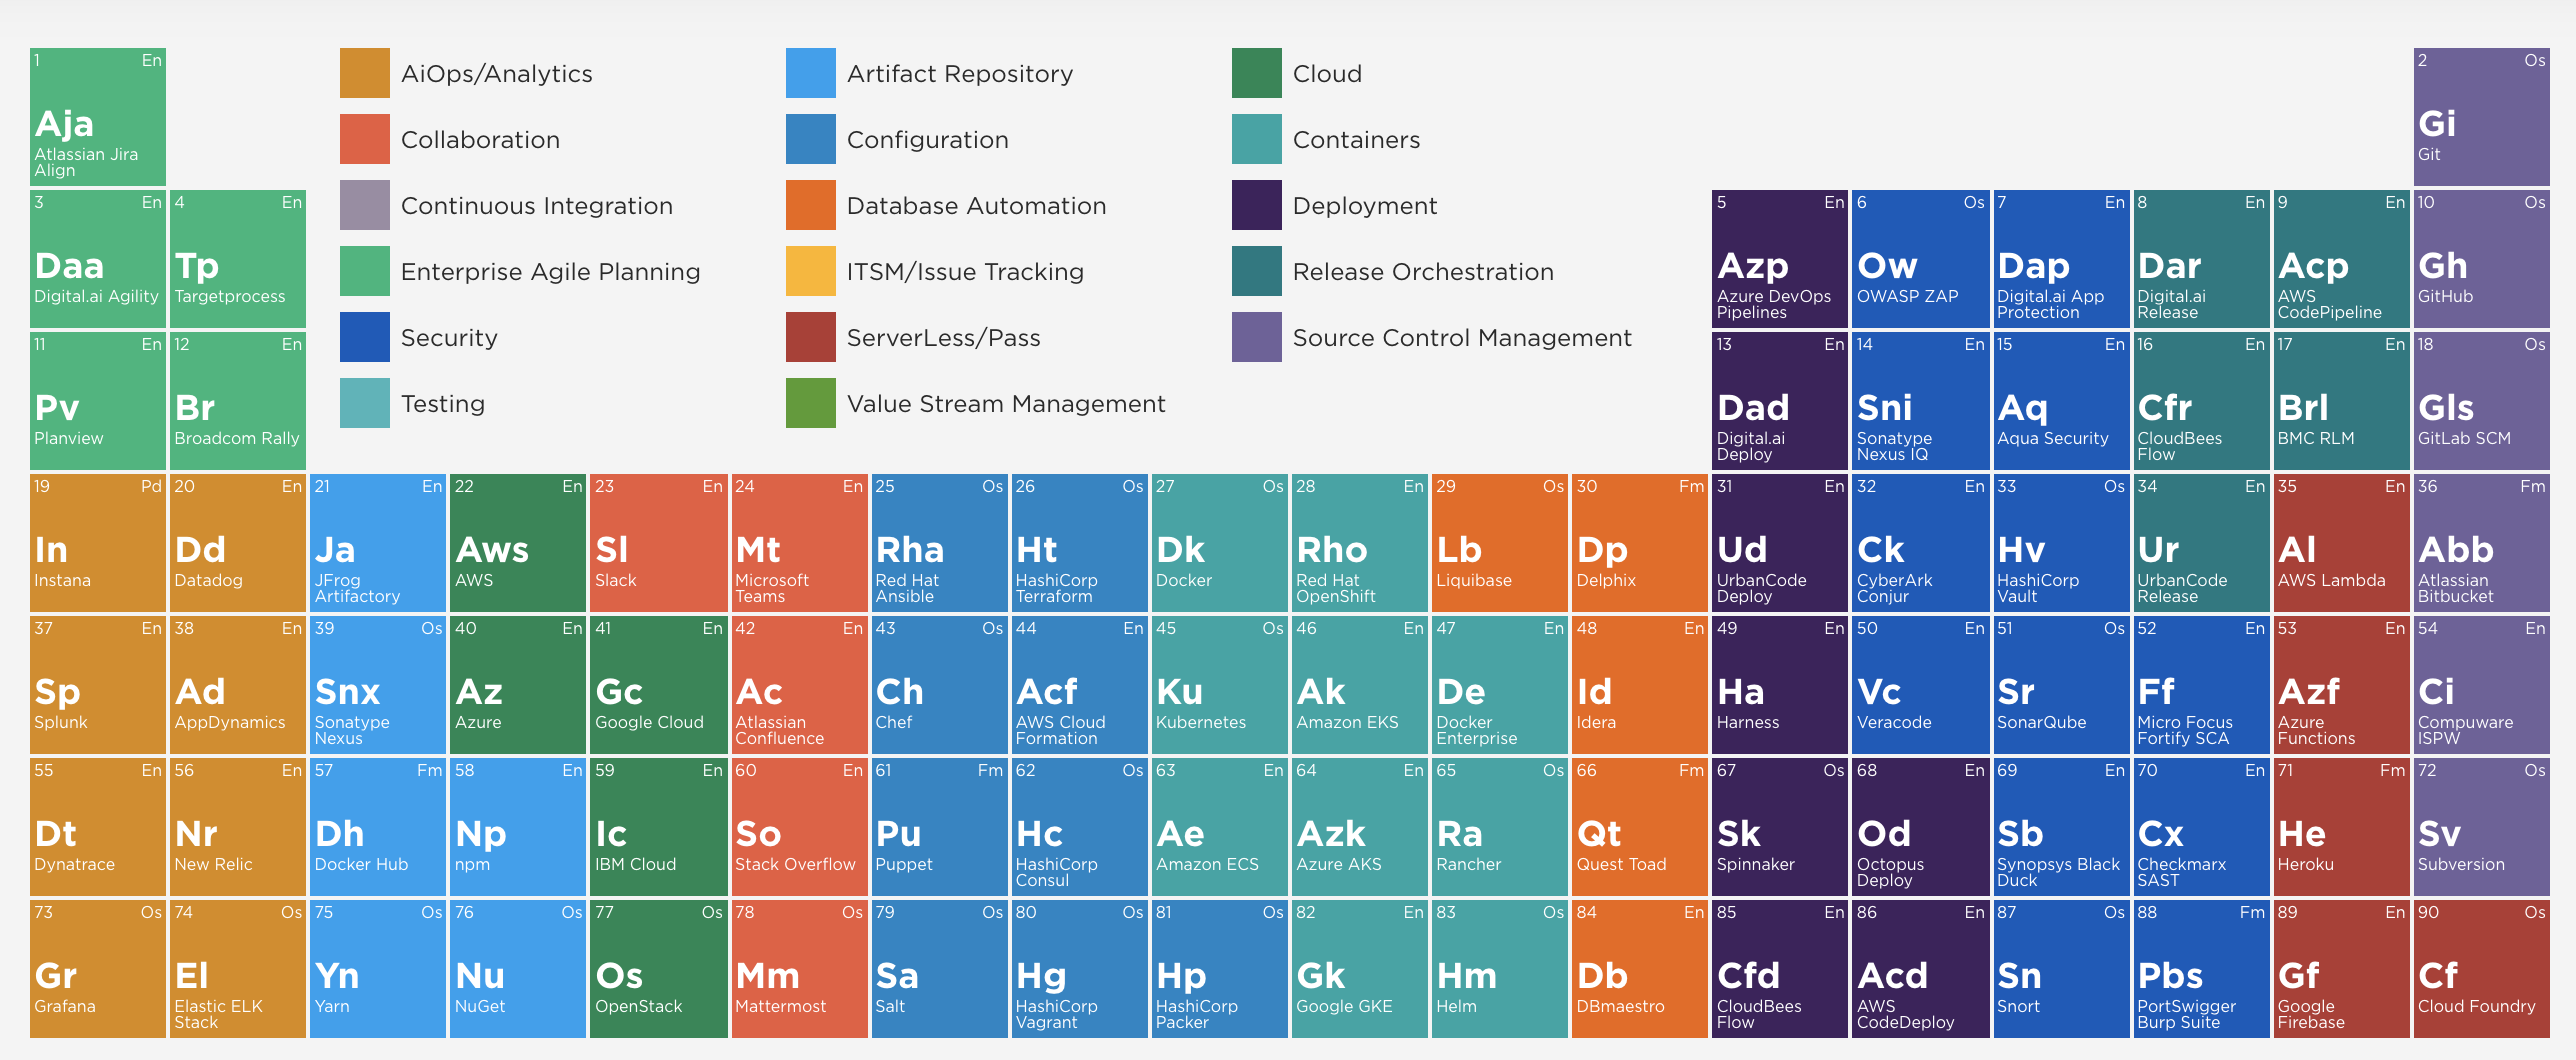 1 En
Aja
Atlassian Jira
Align
AiOps/Analytics
Artifact Repository
Cloud
2 Os
Gi
Git
Collaboration
Configuration
Containers
Continuous Integration
Database Automation
Deployment
Enterprise Agile Planning
ITSM/Issue Tracking
Release Orchestration
Security
ServerLess/Pass
Source Control Management
Testing
Value Stream Management
3 En
Daa
Digital.ai Agility
4 En
Tp
Targetprocess
5 En
Azp
Azure DevOps
Pipelines
6 Os
Ow
OWASP ZAP
7 En
Dap
Digital.ai App
Protection
8 En
Dar
Digital.ai
Release
9 En
Acp
AWS
CodePipeline
10 Os
Gh
GitHub
11 En
Pv
Planview
12 En
Br
Broadcom Rally
13 En
Dad
Digital.ai
Deploy
14 En
Sni
Sonatype
Nexus IQ
15 En
Aq
Aqua Security
16 En
Cfr
CloudBees
Flow
17 En
Brl
BMC RLM
18 Os
Gls
GitLab SCM
19 Pd
In
Instana
20 En
Dd
Datadog
21 En
Ja
JFrog
Artifactory
22 En
Aws
AWS
23 En
Sl
Slack
24 En
Mt
Microsoft
Teams
25 Os
Rha
Red Hat
Ansible
26 Os
Ht
HashiCorp
Terraform
27 Os
Dk
Docker
28 En
Rho
Red Hat
OpenShift
29 Os
Lb
Liquibase
30 Fm
Dp
Delphix
31 En
Ud
UrbanCode
Deploy
32 En
Ck
CyberArk
Conjur
33 Os
Hv
HashiCorp
Vault
34 En
Ur
UrbanCode
Release
35 En
Al
AWS Lambda
36 Fm
Abb
Atlassian
Bitbucket
37 En
Sp
Splunk
38 En
Ad
AppDynamics
39 Os
Snx
Sonatype
Nexus
40 En
Az
Azure
41 En
Gc
Google Cloud
42 En
Ac
Atlassian
Confluence
43 Os
Ch
Chef
44 En
Acf
AWS Cloud
Formation
45 Os
Ku
Kubernetes
46 En
Ak
Amazon EKS
47 En
De
Docker
Enterprise
48 En
Id
Idera
49 En
Ha
Harness
50 En
Vc
Veracode
51 Os
Sr
SonarQube
52 En
Ff
Micro Focus
Fortify SCA
53 En
Azf
Azure
Functions
54 En
Ci
Compuware
ISPW
55 En
Dt
Dynatrace
56 En
Nr
New Relic
57 Fm
Dh
Docker Hub
58 En
Np
npm
59 En
Ic
IBM Cloud
60 En
So
Stack Overflow
61 Fm
Pu
Puppet
62 Os
Hc
HashiCorp
Consul
63 En
Ae
Amazon ECS
64 En
Azk
Azure AKS
65 Os
Ra
Rancher
66 Fm
Qt
Quest Toad
67 Os
Sk
Spinnaker
68 En
Od
Octopus
Deploy
69 En
Sb
Synopsys Black
Duck
70 En
Cx
Checkmarx
SAST
71 Fm
He
Heroku
72 Os
Sv
Subversion
73 Os
Gr
Grafana
74 Os
El
Elastic ELK
Stack
75 Os
Yn
Yarn
76 Os
Nu
NuGet
77 Os
Os
OpenStack
78 Os
Mm
Mattermost
79 Os
Sa
Salt
80 Os
Hg
HashiCorp
Vagrant
81 Os
Hp
HashiCorp
Packer
82 En
Gk
Google GKE
83 Os
Hm
Helm
84 En
Db
DBmaestro
85 En
Cfd
CloudBees
Flow
86 En
Acd
AWS
CodeDeploy
87 Os
Sn
Snort
88 Fm
Pbs
PortSwigger
Burp Suite
89 En
Gf
Google
Firebase
90 Os
Cf
Cloud Foundry